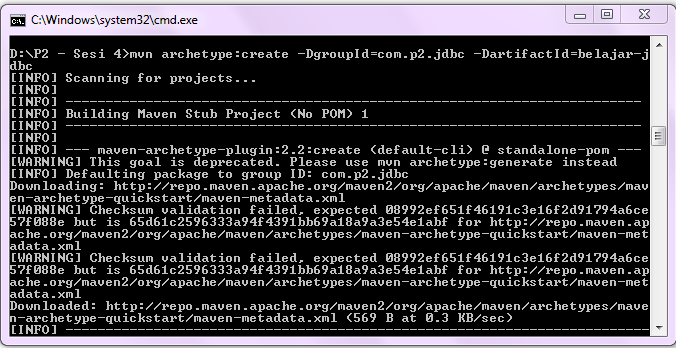 C:\Windows\system32\cmd.exe
D:\P2 - Sesi 4>mvn archetype:create -DgroupId=com.p2.jdbc -DartifactId=belajar-j
dbc
[INFO] Scanning for projects...
[INFO]
[INFO] ------------------------------------------------------------------------
[INFO] Building Maven Stub Project (No POM) 1
[INFO] ------------------------------------------------------------------------
[INFO]
[INFO] --- maven-archetype-plugin:2.2:create (default-cli) @ standalone-pom ---
[WARNING] This goal is deprecated. Please use mvn archetype:generate instead
[INFO] Defaulting package to group ID: com.p2.jdbc
Downloading: http://repo.maven.apache.org/maven2/org/apache/maven/archetypes/mav
en-archetype-quickstart/maven-metadata.xml
[WARNING] Checksum validation failed, expected 08992ef651f46191c3e16f2d91794a6ce
57f088e but is 65d61c2596333a94f4391bb69a18a9a3e54e1abf for http://repo.maven.ap
ache.org/maven2/org/apache/maven/archetypes/maven-archetype-quickstart/maven-met
adata.xml
[WARNING] Checksum validation failed, expected 08992ef651f46191c3e16f2d91794a6ce
57f088e but is 65d61c2596333a94f4391bb69a18a9a3e54e1abf for http://repo.maven.ap
ache.org/maven2/org/apache/maven/archetypes/maven-archetype-quickstart/maven-met
adata.xml
Downloaded: http://repo.maven.apache.org/maven2/org/apache/maven/archetypes/mave
n-archetype-quickstart/maven-metadata.xml (569 B at 0.3 KB/sec)
[INFO] ------------------------------------------------------------------------